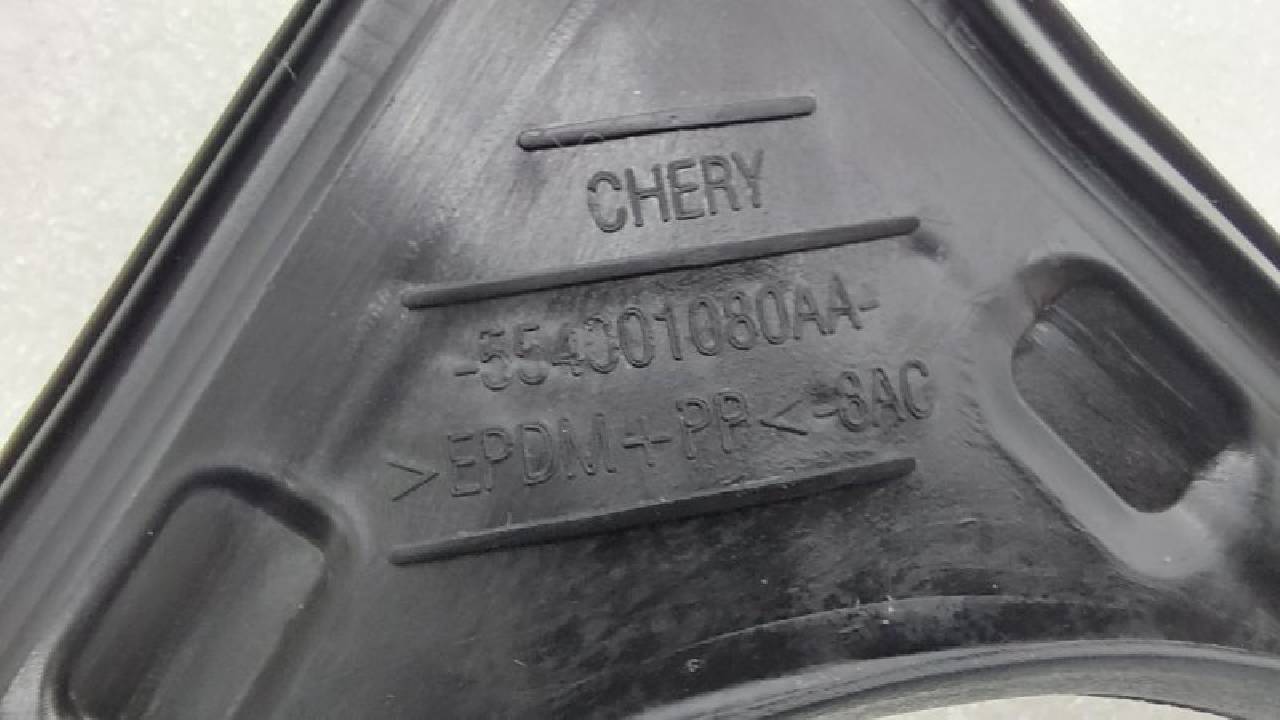 CHERY
-554001080AA-
>EPDM+PP<-8AC